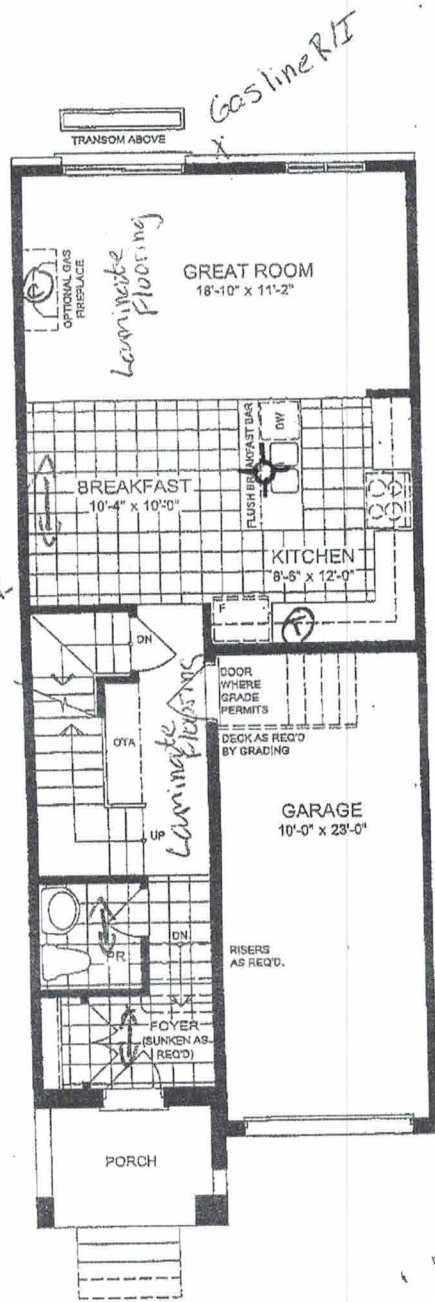 Gasline R/I
X
TRANSOM ABOVE
OPTIONAL GAS
FIREPLACE
Laminate
Flooring
GREAT ROOM
18'-10" x 11'-2"
BREAKFAST
10'-4" x 10'-0"
FLUSH BREAKFAST BAR
DW
KITCHEN
8'-6" x 12'-0"
F
T
DN
OTA
UP
Laminate
Flooring
DOOR
WHERE
GRADE
PERMITS
DECK AS REQ'D
BY GRADING
GARAGE
10'-0" x 23'-0"
PR
DN
RISERS
AS REQ'D.
FOYER
(SUNKEN AS
REQ'D)
PORCH